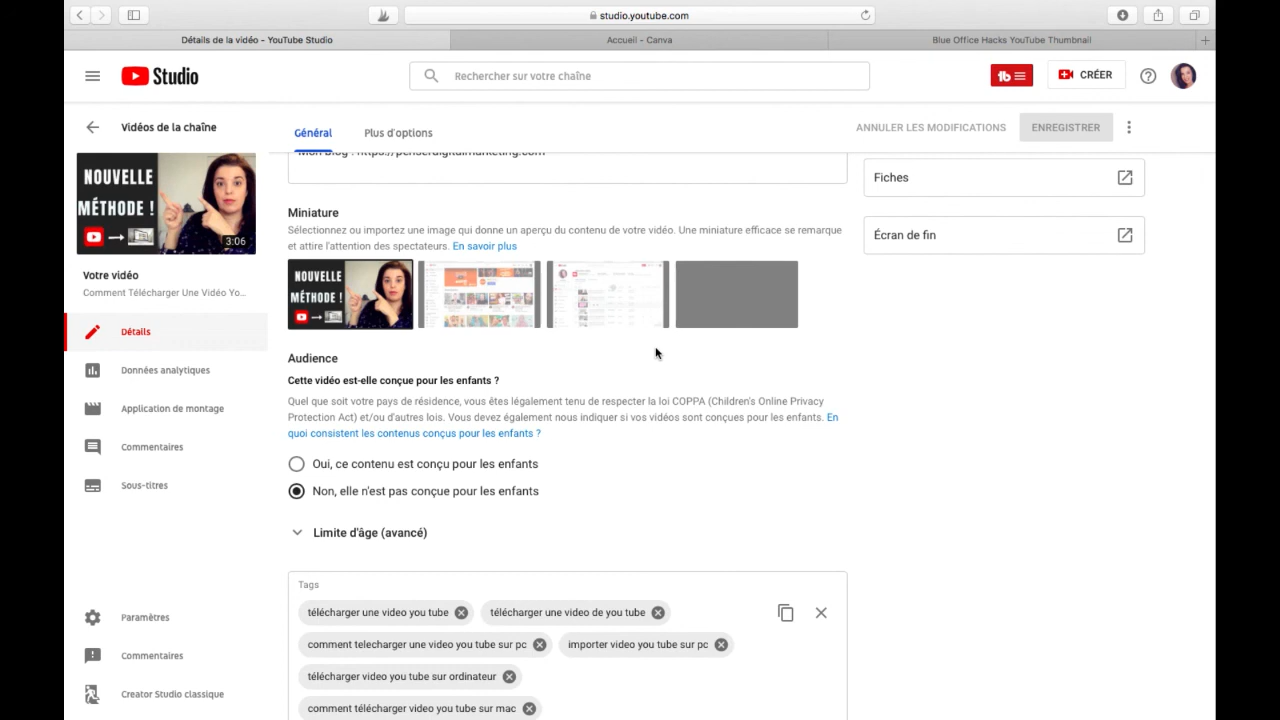 studio.youtube.com
Détails de la vidéo - YouTube Studio
Accueil - Canva
Blue Office Hacks YouTube Thumbnail
Studio
Rechercher sur votre chaîne
CRÉER
Vidéos de la chaîne
Général
Plus d'options
ANNULER LES MODIFICATIONS
ENREGISTRER
NOUVELLE
MÉTHODE !
3:06
Votre vidéo
Comment Télécharger Une Vidéo Yo...
Détails
Données analytiques
Application de montage
Commentaires
Sous-titres
Paramètres
Commentaires
Creator Studio classique
Mon blog : https://penserdigitalmarketing.com
Miniature
Sélectionnez ou importez une image qui donne un aperçu du contenu de votre vidéo. Une miniature efficace se remarque
et attire l'attention des spectateurs. En savoir plus
NOUVELLE
MÉTHODE !
Audience
Cette vidéo est-elle conçue pour les enfants ?
Quel que soit votre pays de résidence, vous êtes légalement tenu de respecter la loi COPPA (Children's Online Privacy
Protection Act) et/ou d'autres lois. Vous devez également nous indiquer si vos vidéos sont conçues pour les enfants. En
quoi consistent les contenus conçus pour les enfants ?
Oui, ce contenu est conçu pour les enfants
Non, elle n'est pas conçue pour les enfants
Limite d'âge (avancé)
Tags
télécharger une video you tube
télécharger une video de you tube
comment telecharger une video you tube sur pc
importer video you tube sur pc
télécharger video you tube sur ordinateur
comment télécharger video you tube sur mac
Fiches
Écran de fin